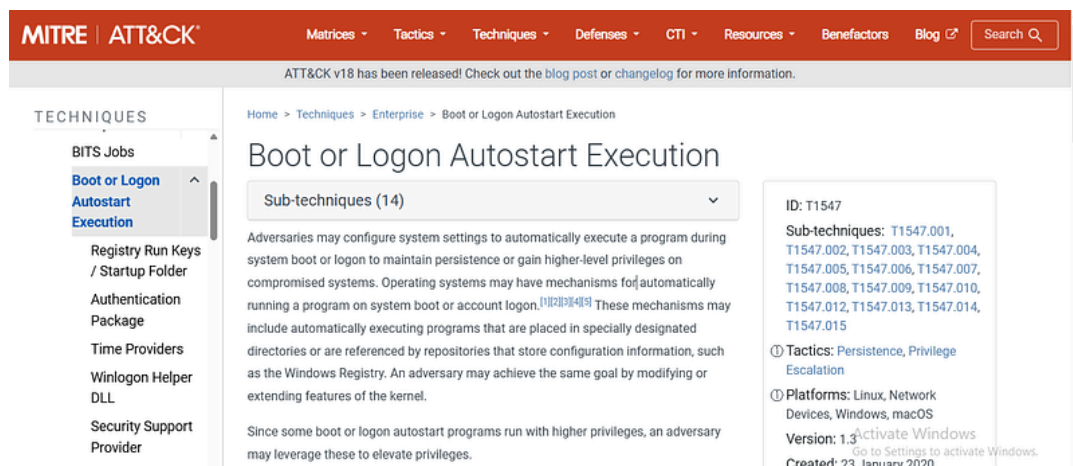 MITRE | ATT&CK®
Matrices Tactics Techniques Defenses CTI Resources Benefactors Blog Search
ATT&CK v18 has been released! Check out the blog post or changelog for more information.
TECHNIQUES
BITS Jobs
Boot or Logon
Autostart
Execution
Registry Run Keys
/ Startup Folder
Authentication
Package
Time Providers
Winlogon Helper
DLL
Security Support
Provider
Home > Techniques > Enterprise > Boot or Logon Autostart Execution
Boot or Logon Autostart Execution
Sub-techniques (14)
Adversaries may configure system settings to automatically execute a program during
system boot or logon to maintain persistence or gain higher-level privileges on
compromised systems. Operating systems may have mechanisms for automatically
running a program on system boot or account logon.[1][2][3][4][5] These mechanisms may
include automatically executing programs that are placed in specially designated
directories or are referenced by repositories that store configuration information, such
as the Windows Registry. An adversary may achieve the same goal by modifying or
extending features of the kernel.
Since some boot or logon autostart programs run with higher privileges, an adversary
may leverage these to elevate privileges.
ID: T1547
Sub-techniques: T1547.001,
T1547.002, T1547.003, T1547.004,
T1547.005, T1547.006, T1547.007,
T1547.008, T1547.009, T1547.010,
T1547.012, T1547.013, T1547.014,
T1547.015
Tactics: Persistence, Privilege
Escalation
Platforms: Linux, Network
Devices, Windows, macOS
Version: 1.3
Created: 23 January 2020
Activate Windows
Go to Settings to activate Windows.